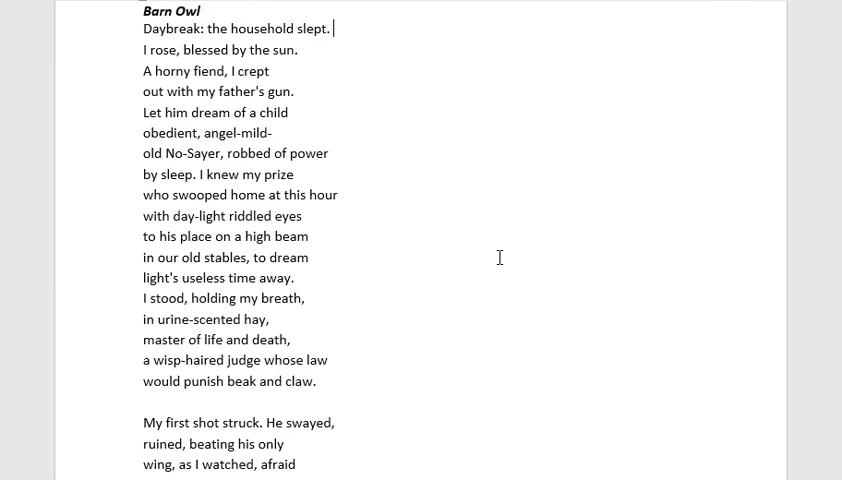 Barn Owl
Daybreak: the household slept.
I rose, blessed by the sun.
A horny fiend, I crept
out with my father's gun.
Let him dream of a child
obedient, angel-mild-
old No-Sayer, robbed of power
by sleep. I knew my prize
who swooped home at this hour
with day-light riddled eyes
to his place on a high beam
in our old stables, to dream
light's useless time away.
I stood, holding my breath,
in urine-scented hay,
master of life and death,
a wisp-haired judge whose law
would punish beak and claw.
My first shot struck. He swayed,
ruined, beating his only
wing, as I watched, afraid